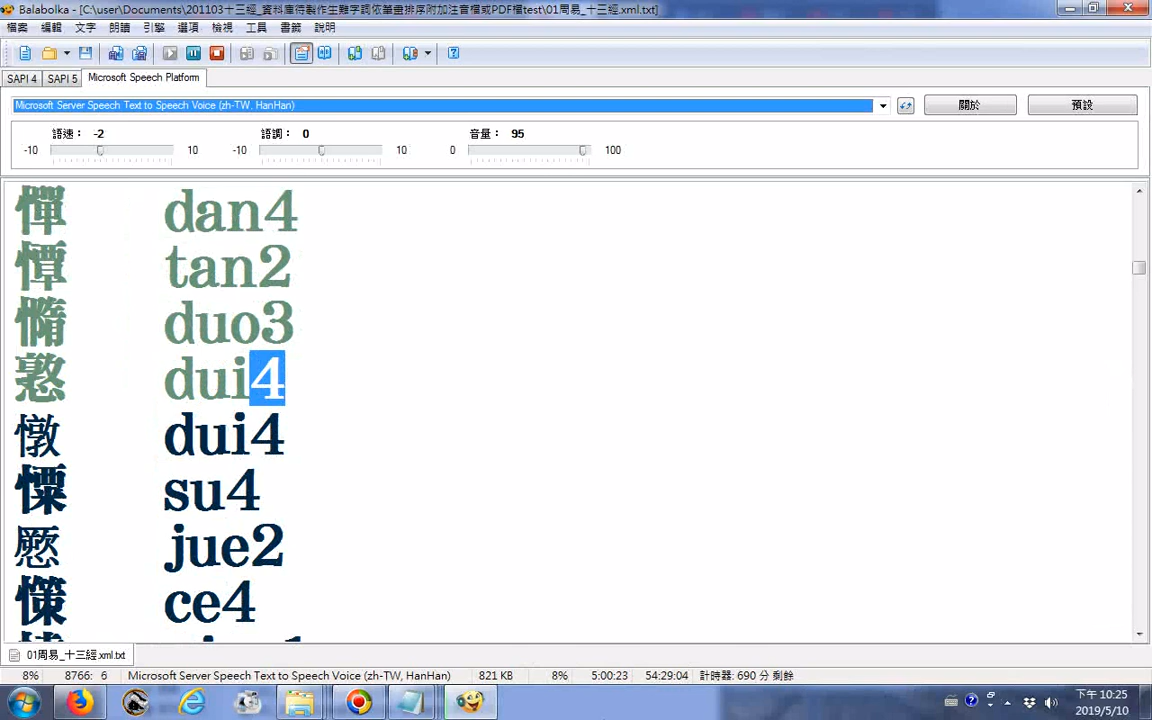 Balabolka - [C:\user\Documents\201103十三經_資料庫待製作生難字詞依筆畫排序附加注音檔或PDF檔test\01周易_十三經.xml.txt]
檔案 編輯 文字 朗讀 引擎 選項 檢視 工具 書籤 說明
SAPI 4 SAPI 5 Microsoft Speech Platform
Microsoft Server Speech Text to Speech Voice (zh-TW, HanHan) 關於 預設
語速： -2 語調： 0 音量： 95
-10 10 -10 10 0 100
憚 dan4
憛 tan2
憜 duo3
憝 dui4
憞 dui4
憟 su4
憠 jue2
憡 ce4
01周易_十三經.xml.txt
8% 8766: 6 Microsoft Server Speech Text to Speech Voice (zh-TW, HanHan) 821 KB 8% 5:00:23 54:29:04 計時器: 690 分 剩餘
下午 10:25
2019/5/10